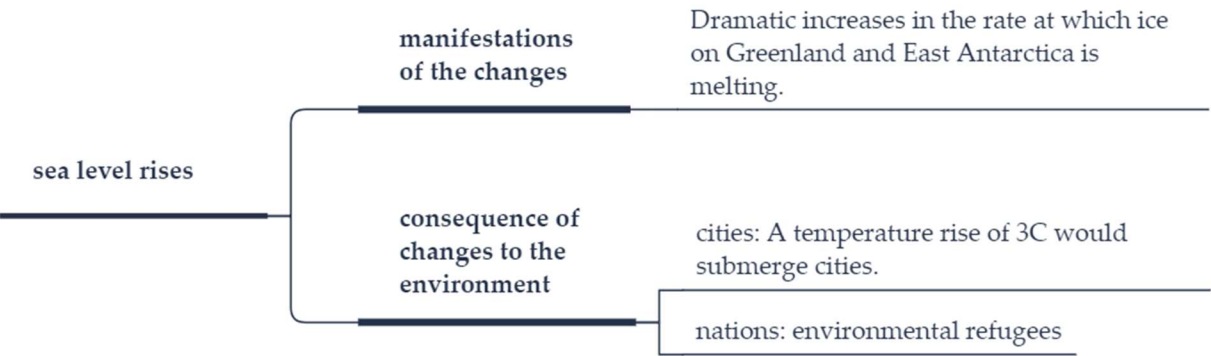 sea level rises
manifestations
of the changes
Dramatic increases in the rate at which ice
on Greenland and East Antarctica is
melting.
consequence of
changes to the
environment
cities: A temperature rise of 3C would
submerge cities.
nations: environmental refugees